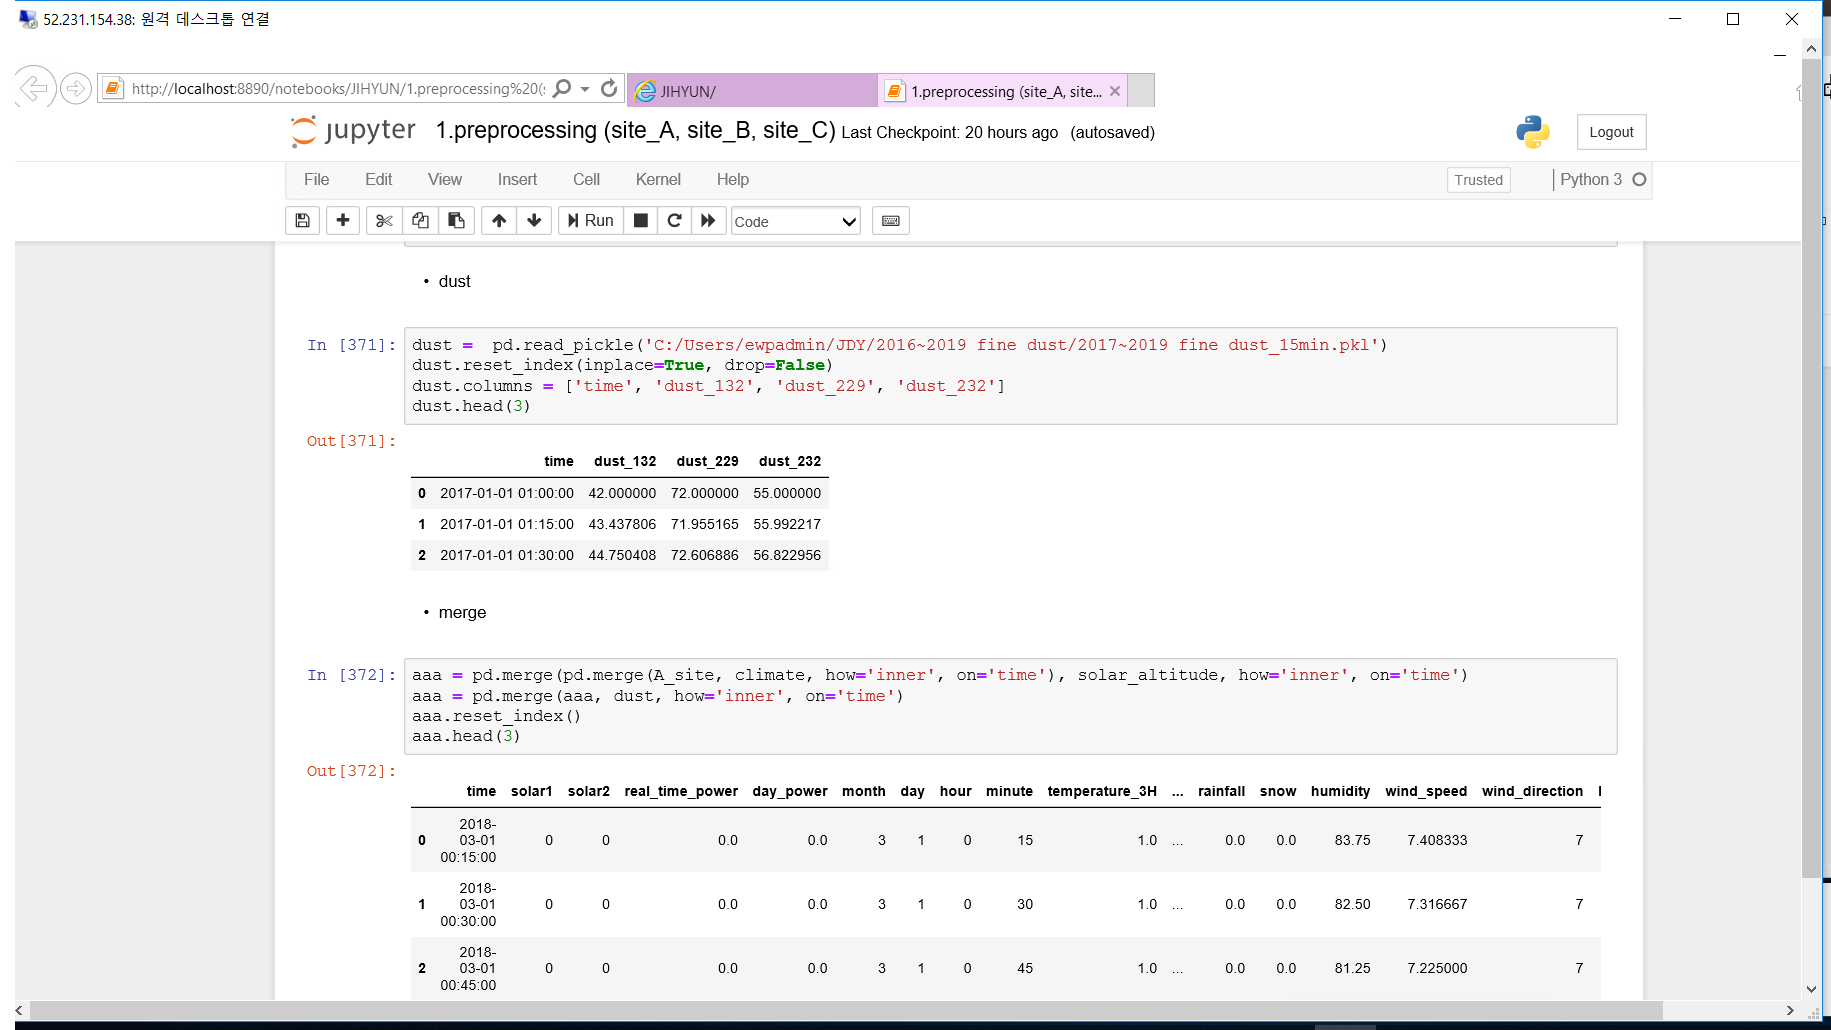 52.231.154.38: 원격 데스크톱 연결
http://localhost:8890/notebooks/JIHYUN/1.preprocessing%20(
JIHYUN/
1.preprocessing (site_A, site...
jupyter 1.preprocessing (site_A, site_B, site_C) Last Checkpoint: 20 hours ago (autosaved)
Logout
File Edit View Insert Cell Kernel Help
Trusted
Python 3
Run
Code
• dust
In [371]:
dust =  pd.read_pickle('C:/Users/ewpadmin/JDY/2016~2019 fine dust/2017~2019 fine dust_15min.pkl')
dust.reset_index(inplace=True, drop=False)
dust.columns = ['time', 'dust_132', 'dust_229', 'dust_232']
dust.head(3)
Out[371]:
time dust_132 dust_229 dust_232
0 2017-01-01 01:00:00 42.000000 72.000000 55.000000
1 2017-01-01 01:15:00 43.437806 71.955165 55.992217
2 2017-01-01 01:30:00 44.750408 72.606886 56.822956
• merge
In [372]:
aaa = pd.merge(pd.merge(A_site, climate, how='inner', on='time'), solar_altitude, how='inner', on='time')
aaa = pd.merge(aaa, dust, how='inner', on='time')
aaa.reset_index()
aaa.head(3)
Out[372]:
time solar1 solar2 real_time_power day_power month day hour minute temperature_3H ... rainfall snow humidity wind_speed wind_direction
0 2018-03-01 00:15:00 0 0 0.0 0.0 3 1 0 15 1.0 ... 0.0 0.0 83.75 7.408333 7
1 2018-03-01 00:30:00 0 0 0.0 0.0 3 1 0 30 1.0 ... 0.0 0.0 82.50 7.316667 7
2 2018-03-01 00:45:00 0 0 0.0 0.0 3 1 0 45 1.0 ... 0.0 0.0 81.25 7.225000 7